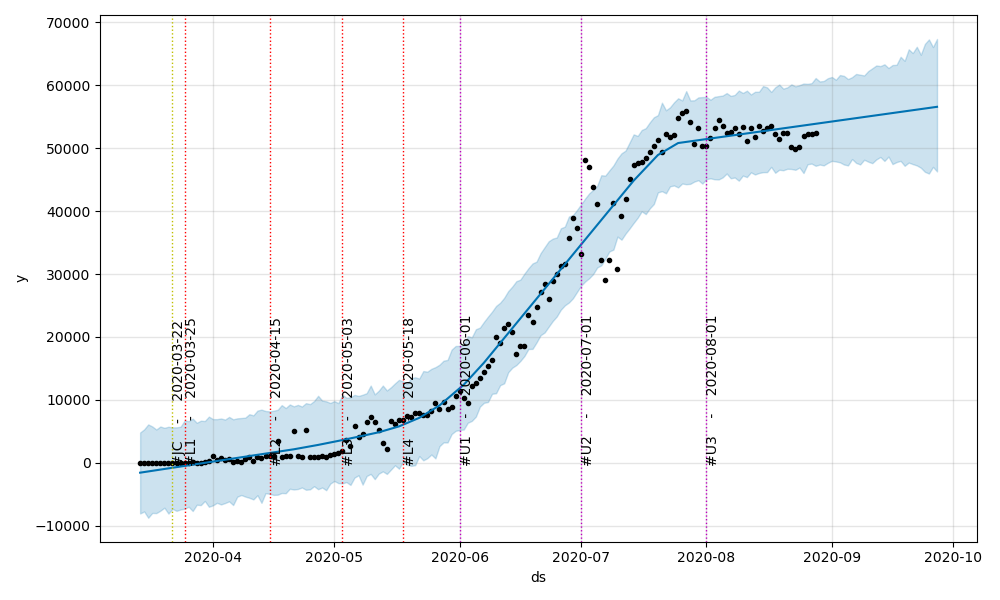 70000
60000
50000
40000
30000
20000
10000
0
−10000
y
#JC - 2020-03-22
#L1 - 2020-03-25
#L2 - 2020-04-15
#L3 - 2020-05-03
#L4 - 2020-05-18
#U1 - 2020-06-01
#U2 - 2020-07-01
#U3 - 2020-08-01
2020-04
2020-05
2020-06
2020-07
2020-08
2020-09
2020-10
ds